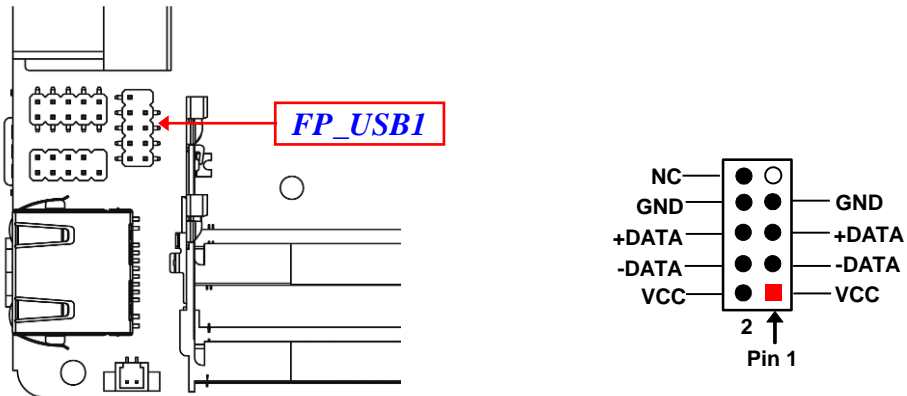 FP_USB1
NC
GND GND
+DATA +DATA
-DATA -DATA
VCC VCC
2
Pin 1